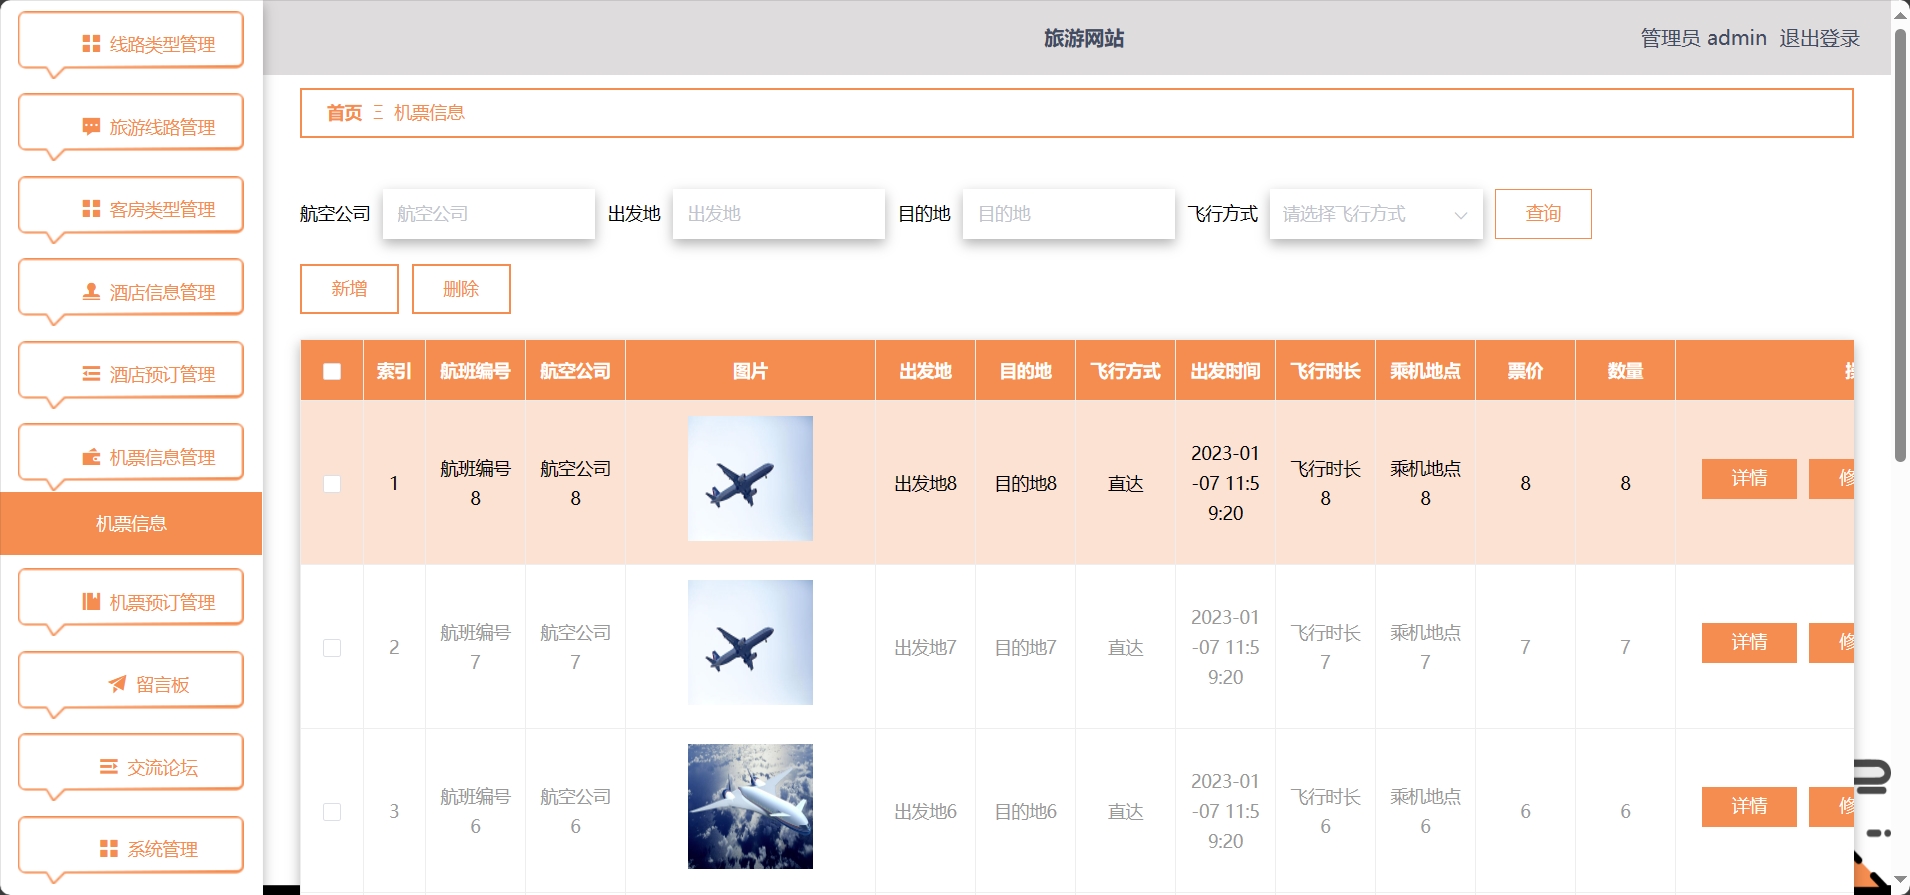 旅游网站
管理员 admin 退出登录
线路类型管理
旅游线路管理
客房类型管理
酒店信息管理
酒店预订管理
机票信息管理
机票信息
机票预订管理
留言板
交流论坛
系统管理
首页 Ξ 机票信息
航空公司 航空公司 出发地 出发地 目的地 目的地 飞行方式 请选择飞行方式 查询
新增 删除
索引 航班编号 航空公司 图片 出发地 目的地 飞行方式 出发时间 飞行时长 乘机地点 票价 数量
1 航班编号8 航空公司8 出发地8 目的地8 直达 2023-01-07 11:59:20 飞行时长8 乘机地点8 8 8 详情 修
2 航班编号7 航空公司7 出发地7 目的地7 直达 2023-01-07 11:59:20 飞行时长7 乘机地点7 7 7 详情 修
3 航班编号6 航空公司6 出发地6 目的地6 直达 2023-01-07 11:59:20 飞行时长6 乘机地点6 6 6 详情 修